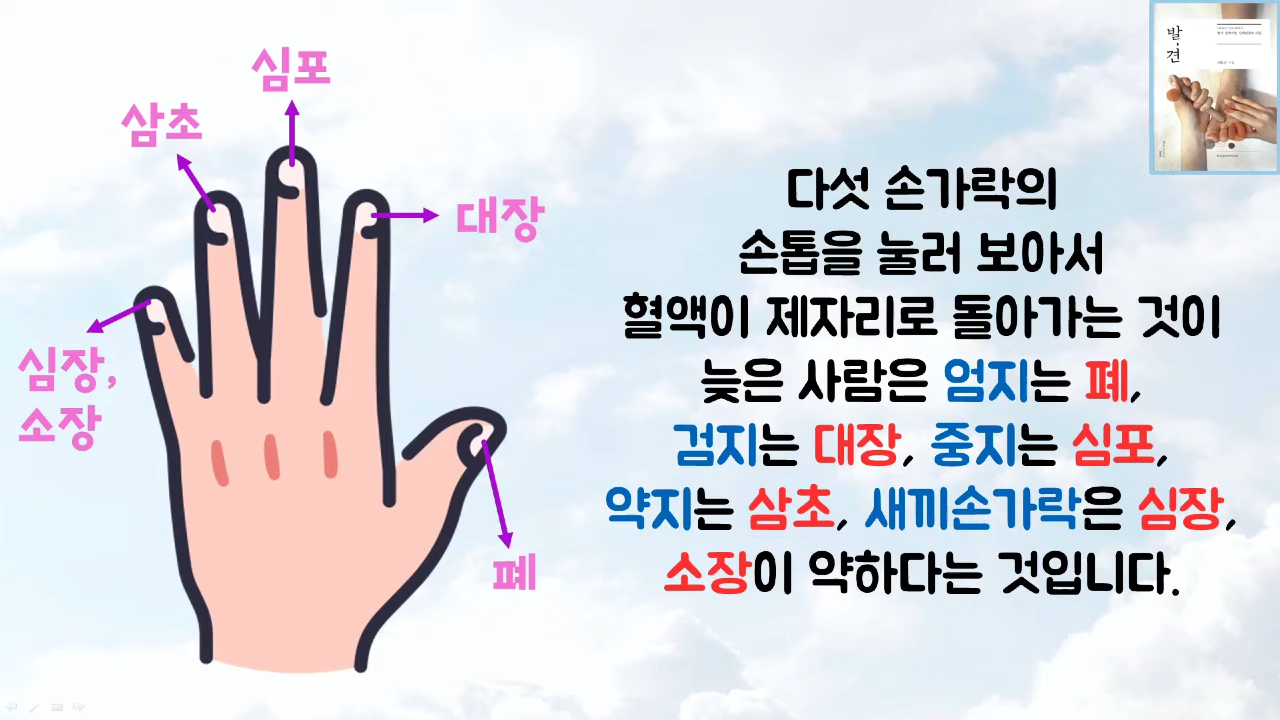 심포
삼초
대장
심장,
소장
폐
다섯 손가락의
손톱을 눌러 보아서
혈액이 제자리로 돌아가는 것이
늦은 사람은 엄지는 폐,
검지는 대장, 중지는 심포,
약지는 삼초, 새끼손가락은 심장,
소장이 약하다는 것입니다.
발견